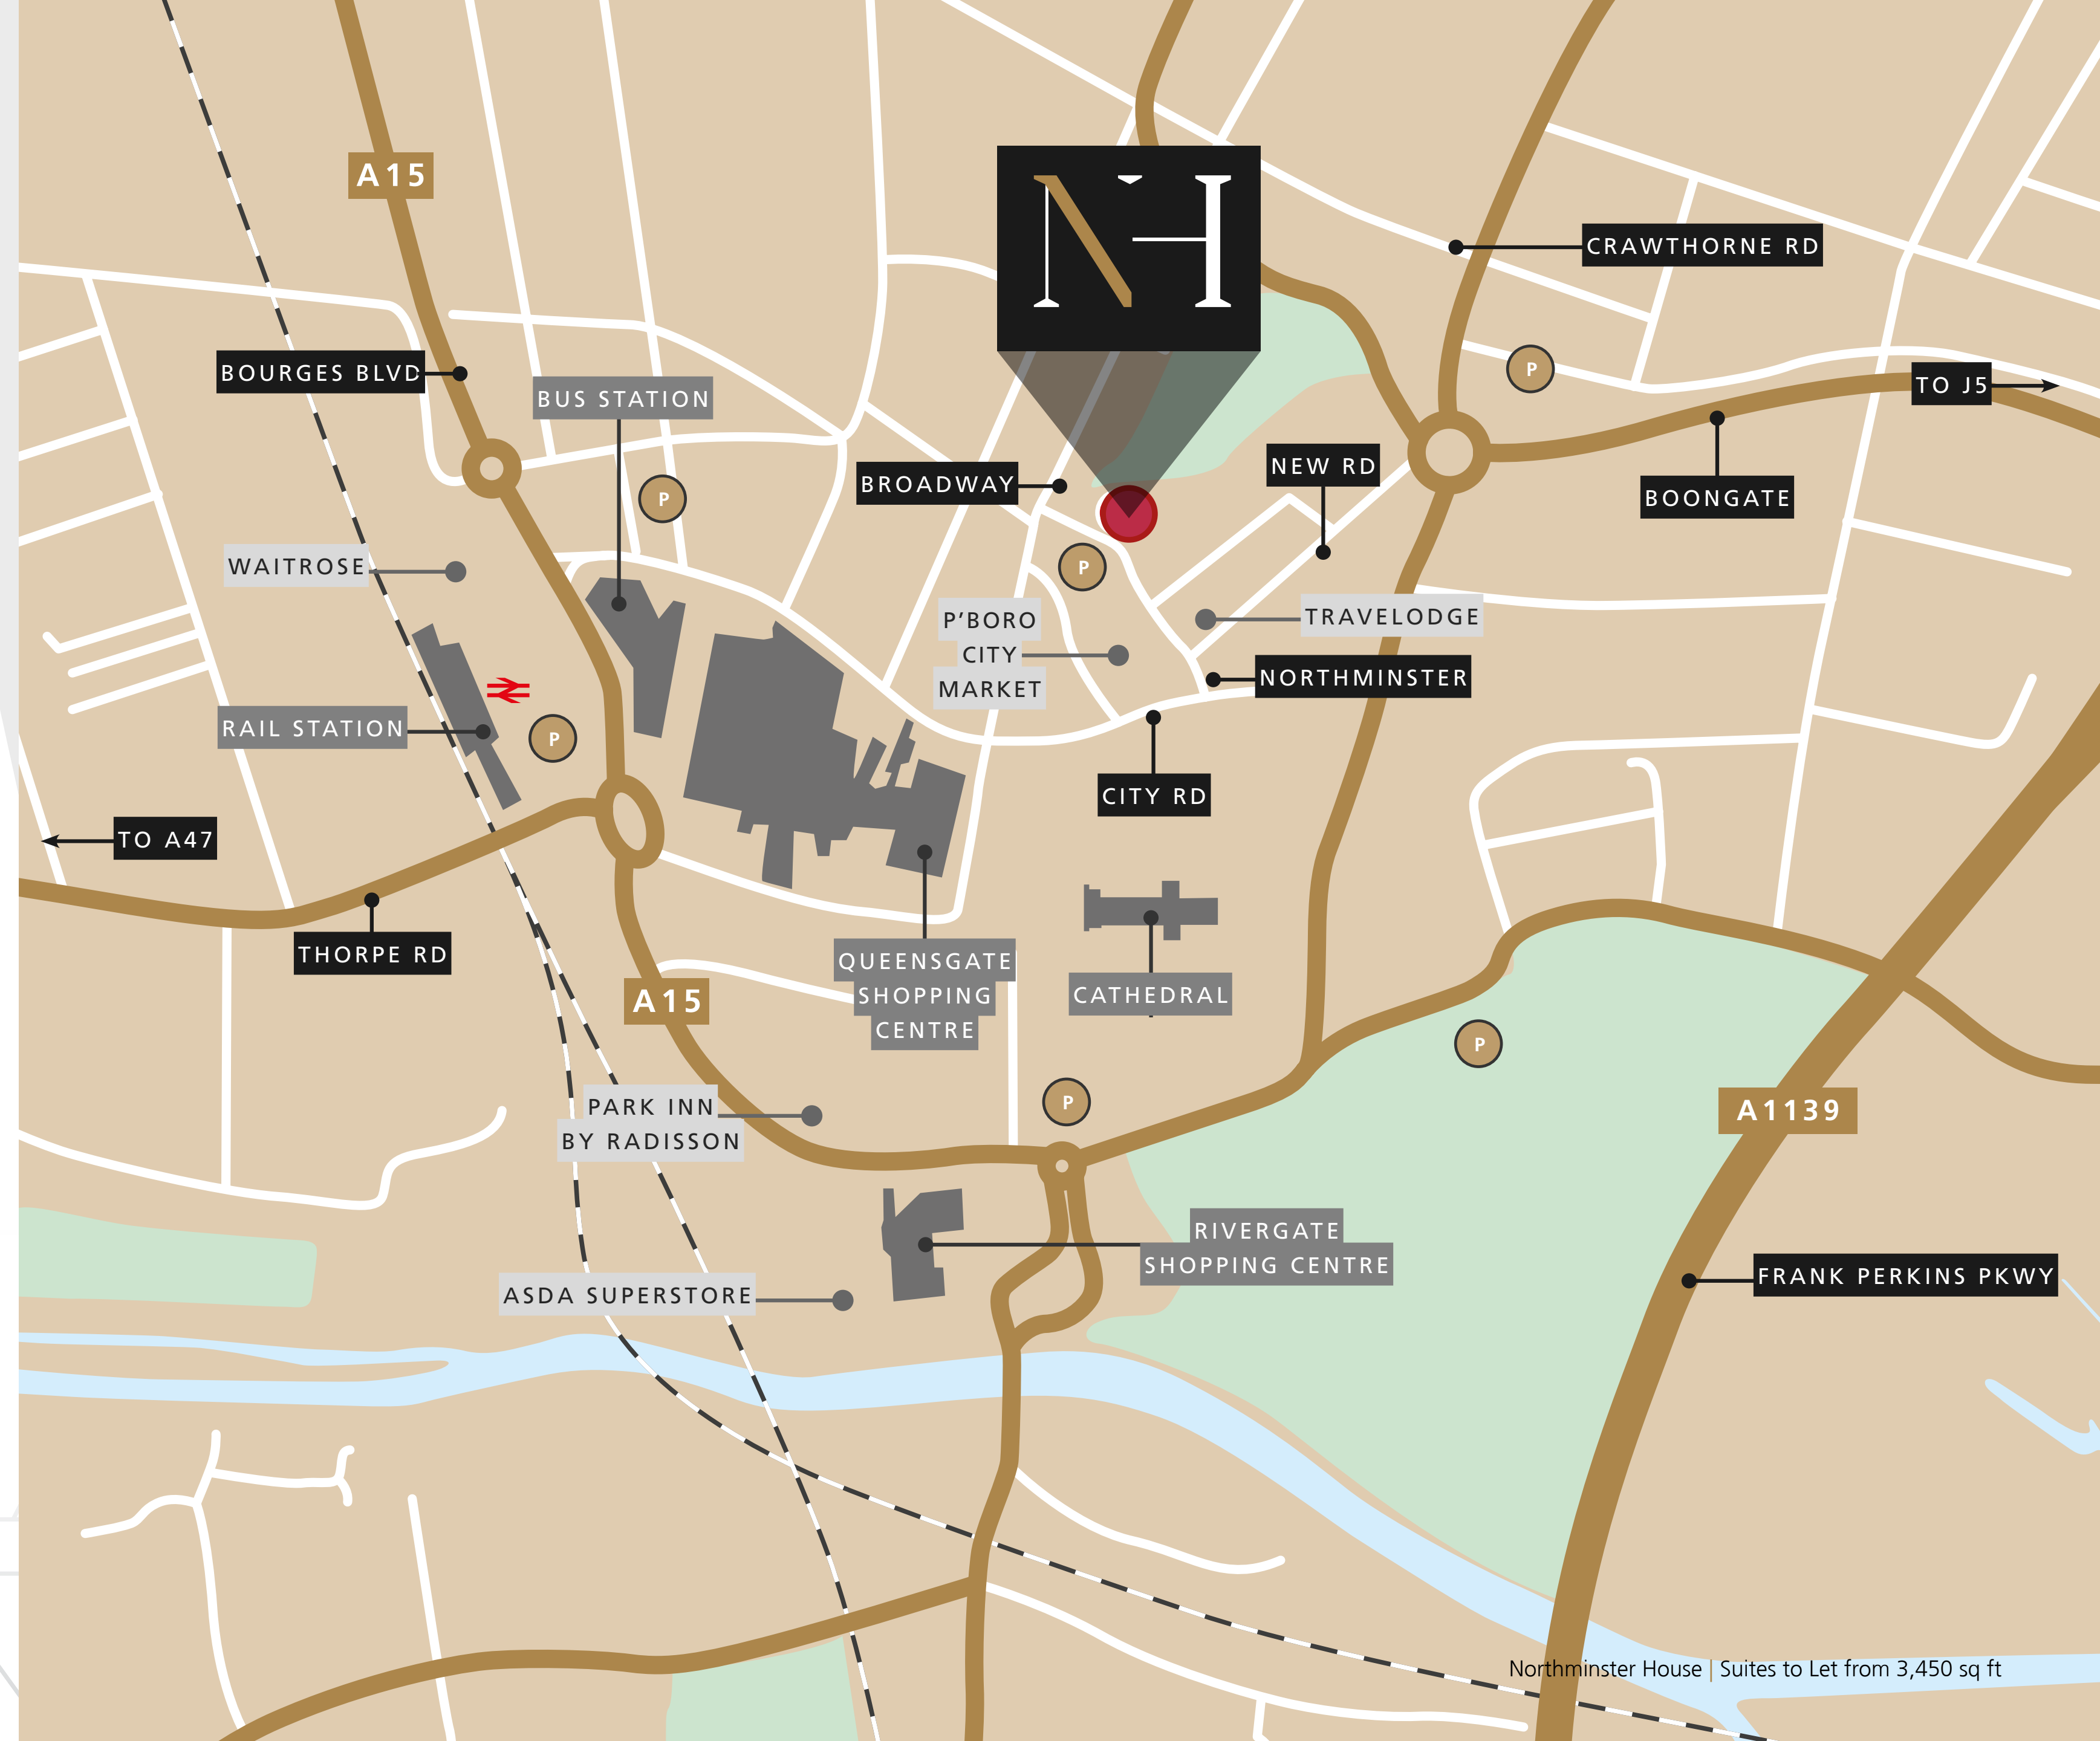 A15
NH
CRAWTHORNE RD
BOURGES BLVD
BUS STATION
P
TO J5
NEW RD
BROADWAY
P
BOONGATE
WAITROSE
P
P'BORO
CITY
MARKET
TRAVELODGE
NORTHMINSTER
RAIL STATION
P
CITY RD
TO A47
THORPE RD
QUEENSGATE
SHOPPING
CENTRE
CATHEDRAL
A15
P
PARK INN
BY RADISSON
P
A1139
RIVERGATE
SHOPPING CENTRE
ASDA SUPERSTORE
FRANK PERKINS PKWY
Northminster House | Suites to Let from 3,450 sq ft